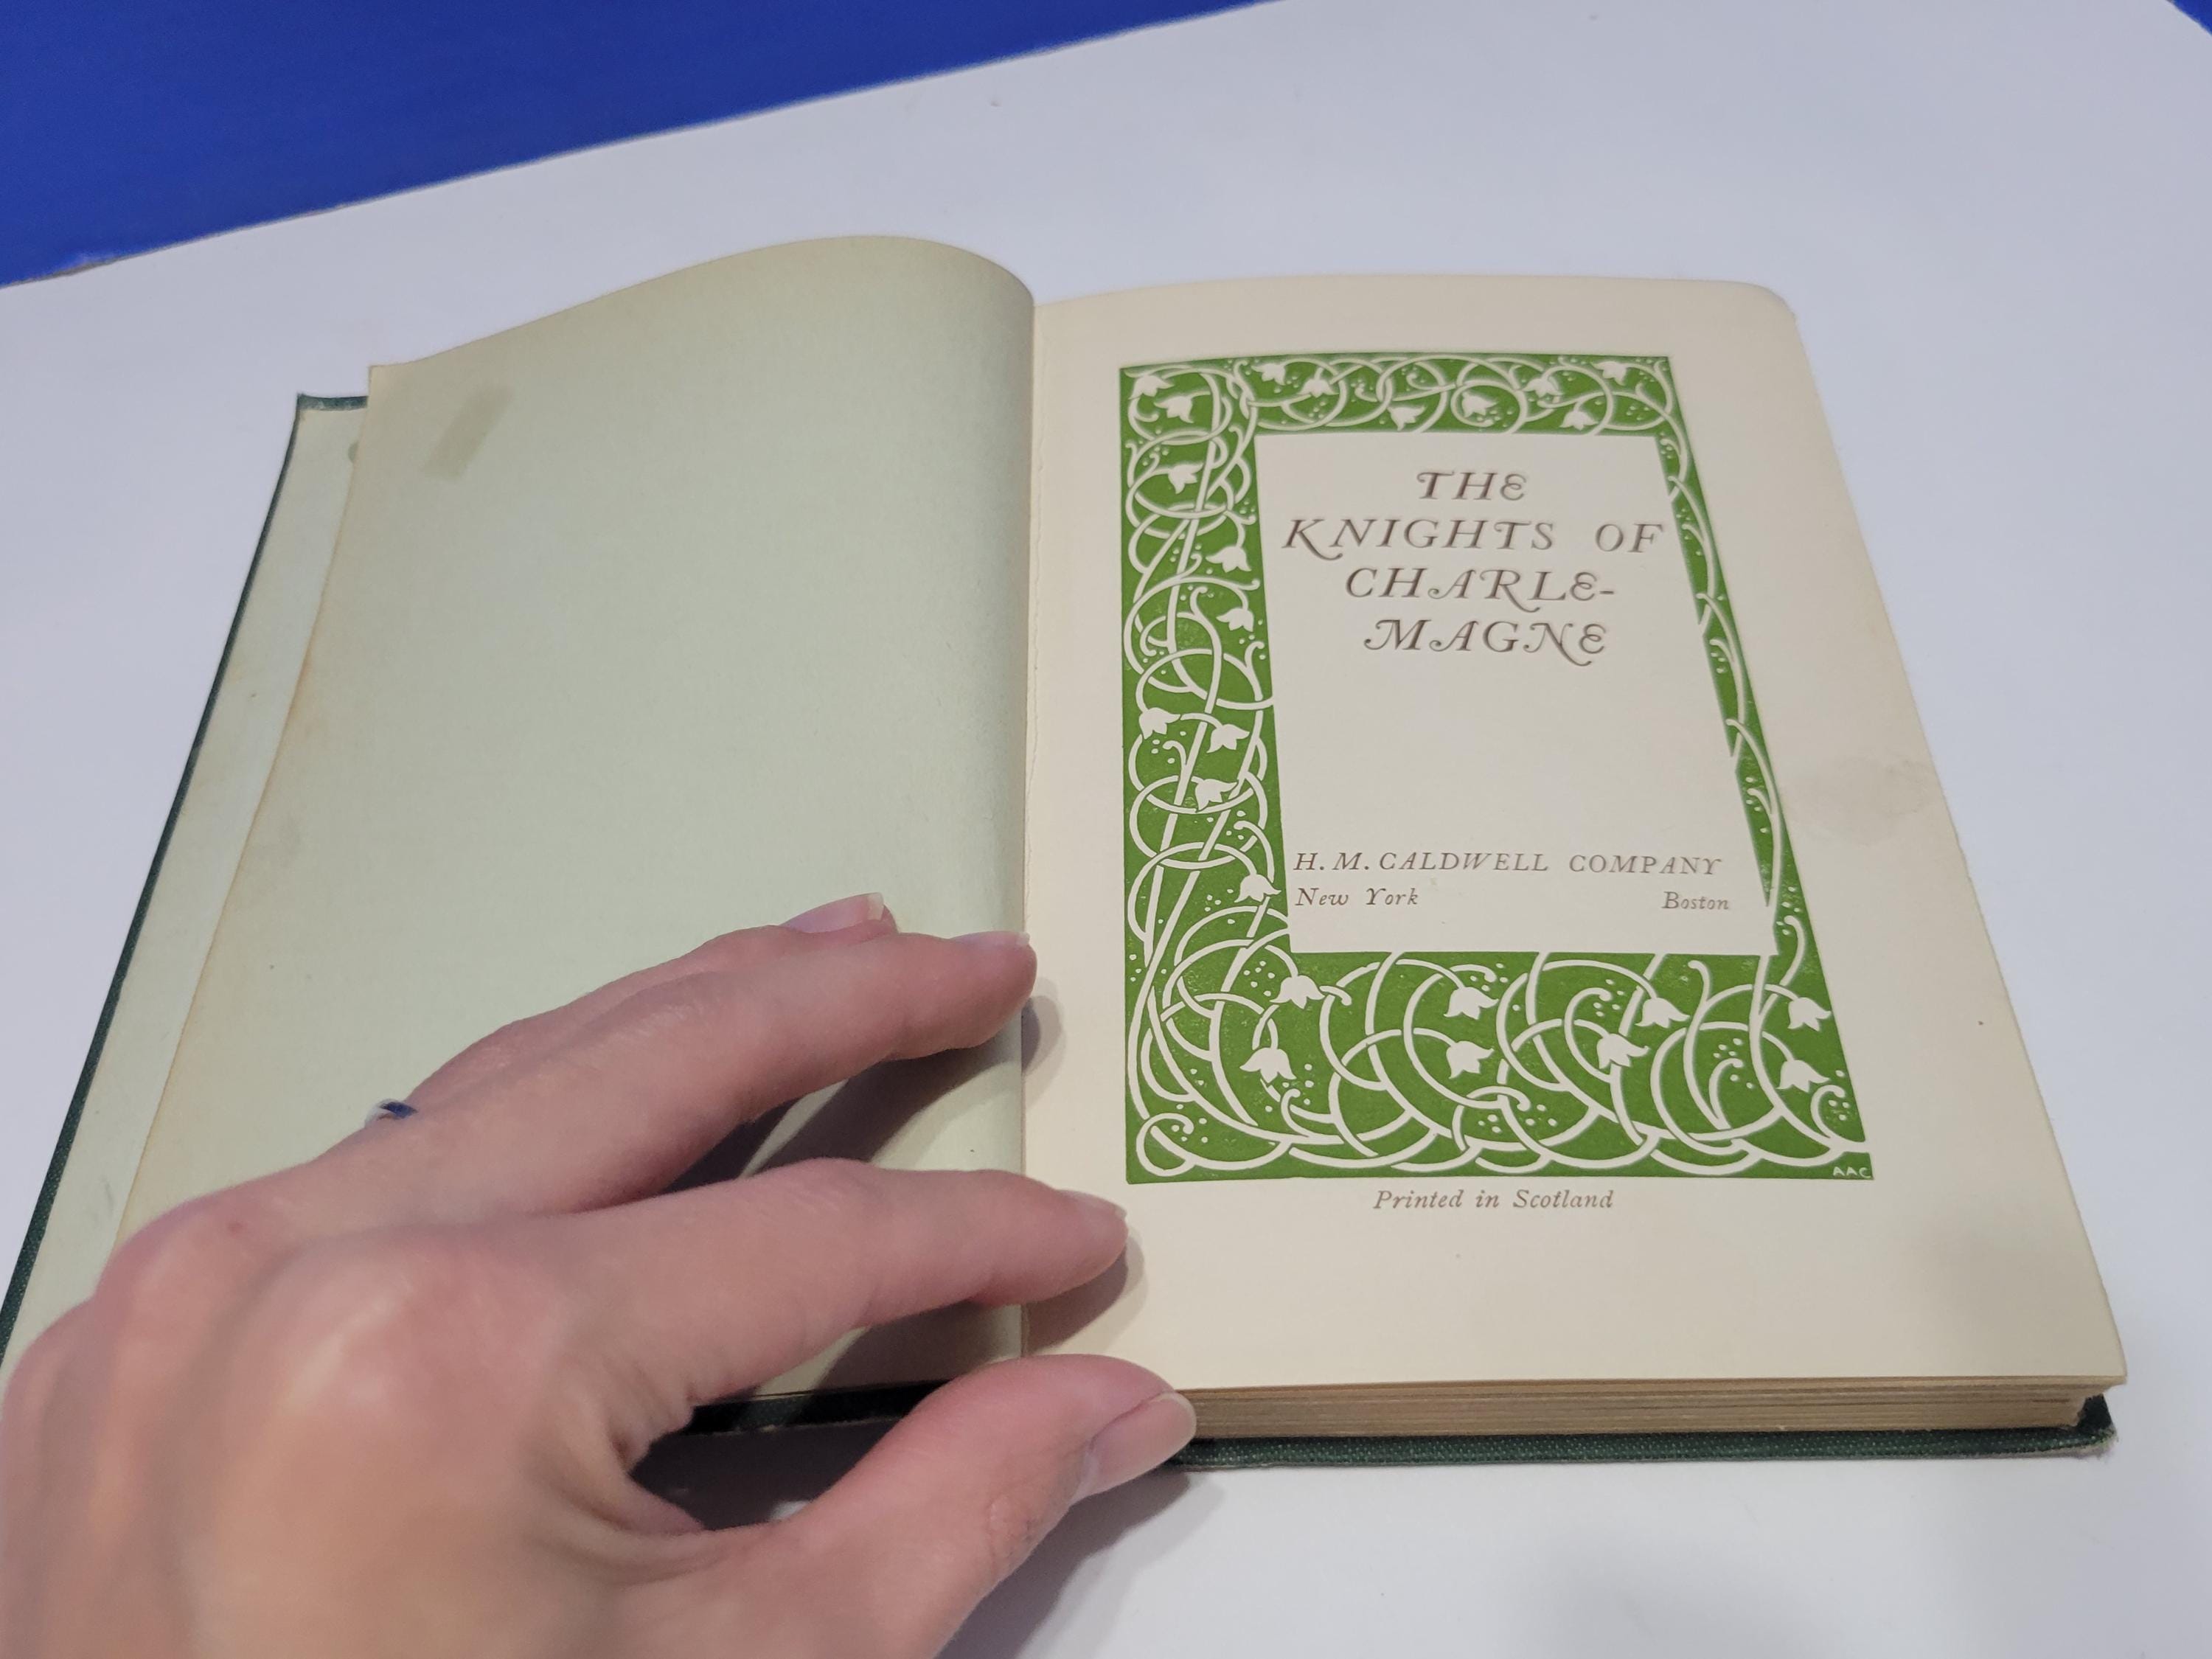 THE
KNIGHTS OF
CHARLE-
MAGNE
H. M. CALDWELL COMPANY
New York Boston
AAC
Printed in Scotland